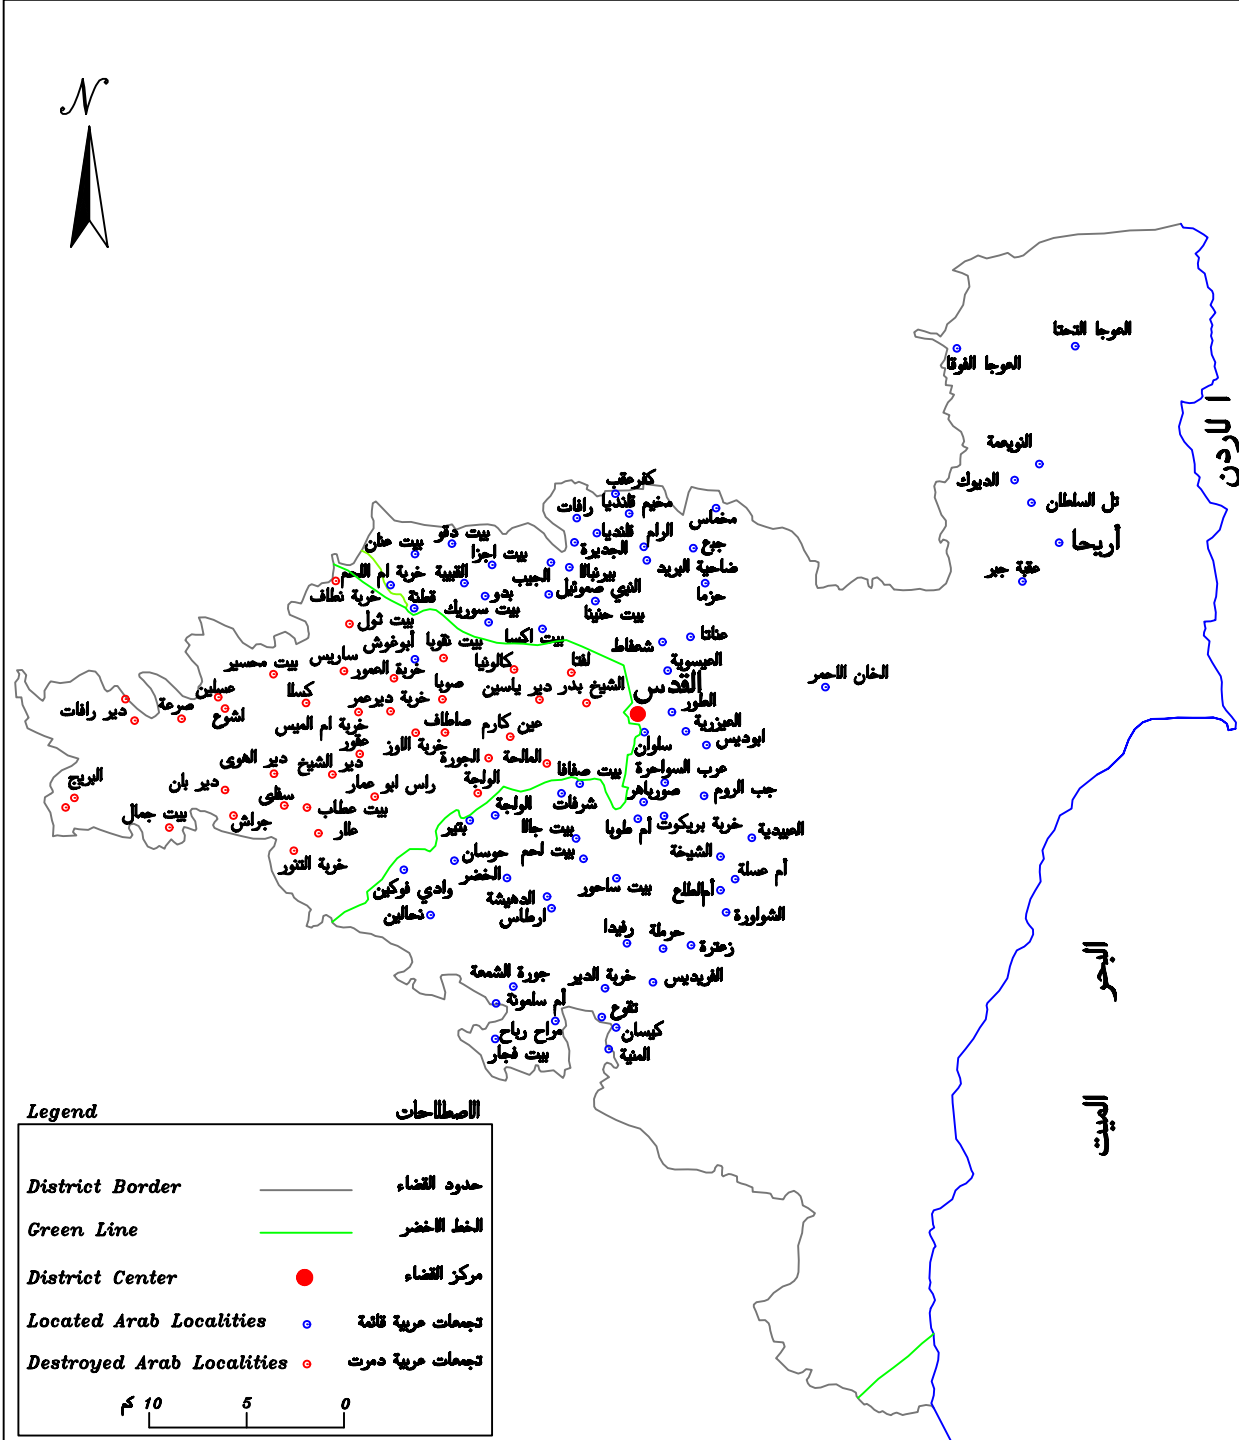 N
العوجا التحتا
العوجا الفوقا
الاردن
النويعمة
الديوك
تل السلطان
أريحا
عقبة جبر
كفرعقب
مخيم قلنديا
رافات
مخماس
قلنديا
الرام
جبع
بيت دقو
بيت عنان
بيت اجزا
الجديرة
ضاحية البريد
بيرنبالا
الجيب
القبيبة
خربة ام اللحم
النبي صموئيل
حزما
خربة نطاف
قطنة
بدو
بيت سوريك
بيت حنينا
بيت ثول
بيت اكسا
شعفاط
عناتا
أبوغوش
بيت نقوبا
ساريس
بيت محسير
خربة العمور
كالونيا
لفتا
العيسوية
الخان الاحمر
القدس
الشيخ بدر
دير ياسين
صوبا
خربة ديرعمر
كسلا
عسلين
اشوع
صرعة
دير رافات
الطور
العيزرية
ابوديس
سلوان
عين كارم
صاطاف
خربة ام الميس
خربة اللوز
عقور
دير الشيخ
دير الهوى
الجورة
المالحة
بيت صفافا
عرب السواحرة
البريج
دير بان
سفلى
راس ابو عمار
الولجة
صورباهر
جب الروم
شرفات
بيت عطاب
جراش
بيت جمال
علار
خربة التنور
الولجة
بتير
بيت جالا
أم طوبا
خربة بريكوت
العبيدية
حوسان
بيت لحم
الشيخة
وادي فوكين
الخضر
بيت ساحور
أم عسلة
أم الطلاع
نحالين
الدهيشة
ارطاس
الشواورة
رفيدا
حرملة
زعترة
جورة الشمعة
خربة الدير
الفريديس
أم سلمونة
تقوع
مراح رباح
كيسان
بيت فجار
المنية
البحر
الميت
Legend الاصطلاحات
District Border حدود القضاء
Green Line الخط الاخضر
District Center مركز القضاء
Located Arab Localities تجمعات عربية قائمة
Destroyed Arab Localities تجمعات عربية دمرت
كم 10 5 0